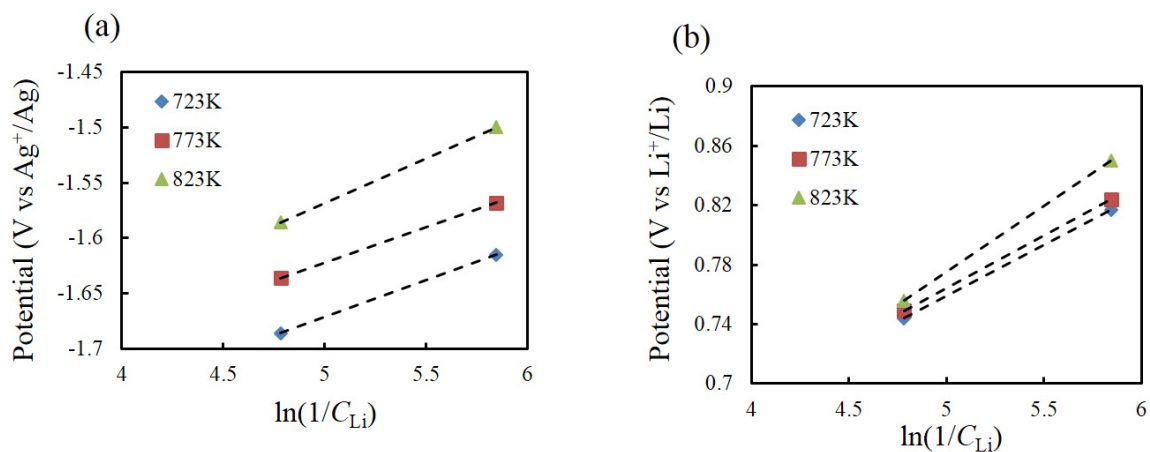 (a)
Potential (V vs Ag⁺/Ag)
-1.45
-1.5
-1.55
-1.6
-1.65
-1.7
723K
773K
823K
4
4.5
5
5.5
6
ln(1/C_Li)
(b)
Potential (V vs Li⁺/Li)
0.9
0.86
0.82
0.78
0.74
0.7
723K
773K
823K
4
4.5
5
5.5
6
ln(1/C_Li)